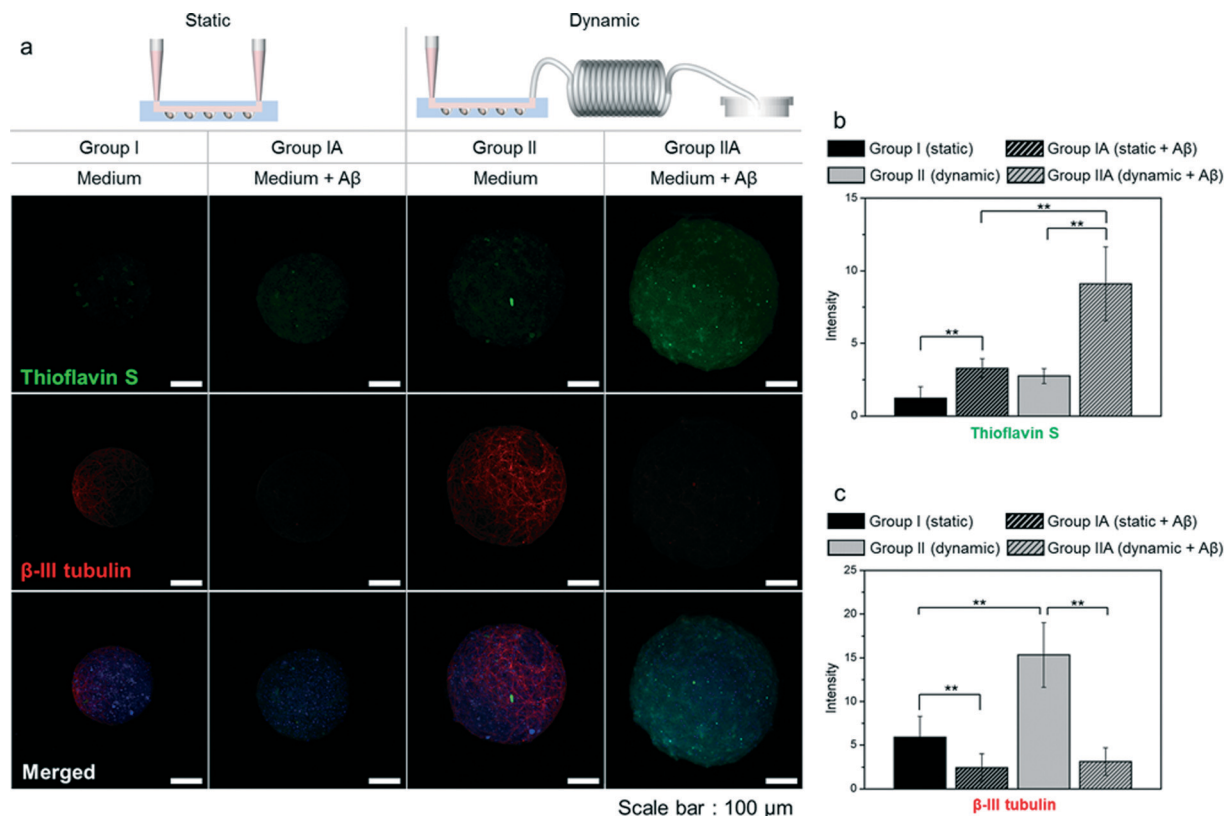 a
Static
Dynamic
Group I
Group IA
Group II
Group IIA
Medium
Medium + Aβ
Medium
Medium + Aβ
Thioflavin S
β-III tubulin
Merged
Scale bar : 100 μm
b
Group I (static)
Group IA (static + Aβ)
Group II (dynamic)
Group IIA (dynamic + Aβ)
15
10
5
0
Intensity
**
**
**
Thioflavin S
c
Group I (static)
Group IA (static + Aβ)
Group II (dynamic)
Group IIA (dynamic + Aβ)
25
20
15
10
5
0
Intensity
**
**
**
β-III tubulin